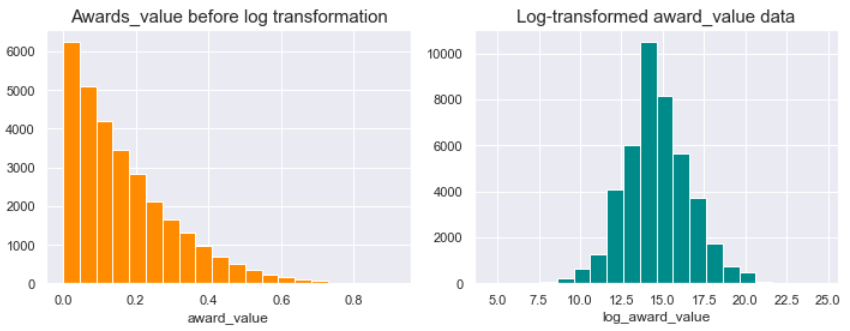 Awards_value before log transformation
6000
5000
4000
3000
2000
1000
0
0.0 0.2 0.4 0.6 0.8
award_value
Log-transformed award_value data
10000
8000
6000
4000
2000
0
5.0 7.5 10.0 12.5 15.0 17.5 20.0 22.5 25.0
log_award_value